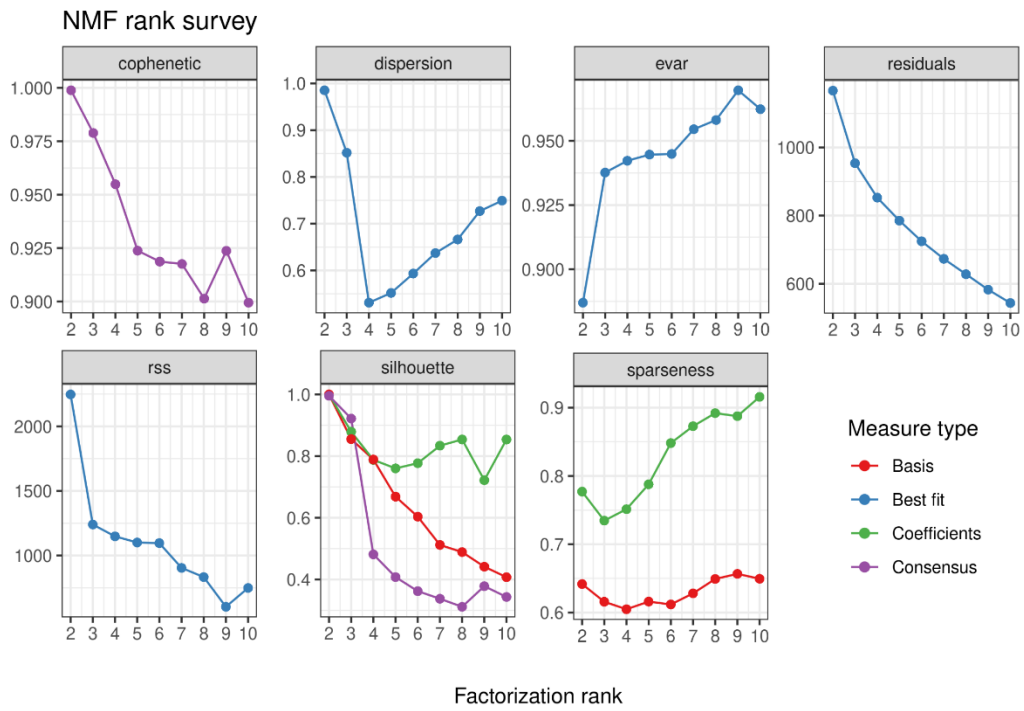 NMF rank survey
cophenetic
dispersion
evar
residuals
1.000
0.975
0.950
0.925
0.900
2 3 4 5 6 7 8 9 10
1.0
0.9
0.8
0.7
0.6
2 3 4 5 6 7 8 9 10
0.950
0.925
0.900
2 3 4 5 6 7 8 9 10
1000
800
600
2 3 4 5 6 7 8 9 10
rss
silhouette
sparseness
2000
1500
1000
2 3 4 5 6 7 8 9 10
1.0
0.8
0.6
0.4
2 3 4 5 6 7 8 9 10
0.9
0.8
0.7
0.6
2 3 4 5 6 7 8 9 10
Measure type
Basis
Best fit
Coefficients
Consensus
Factorization rank